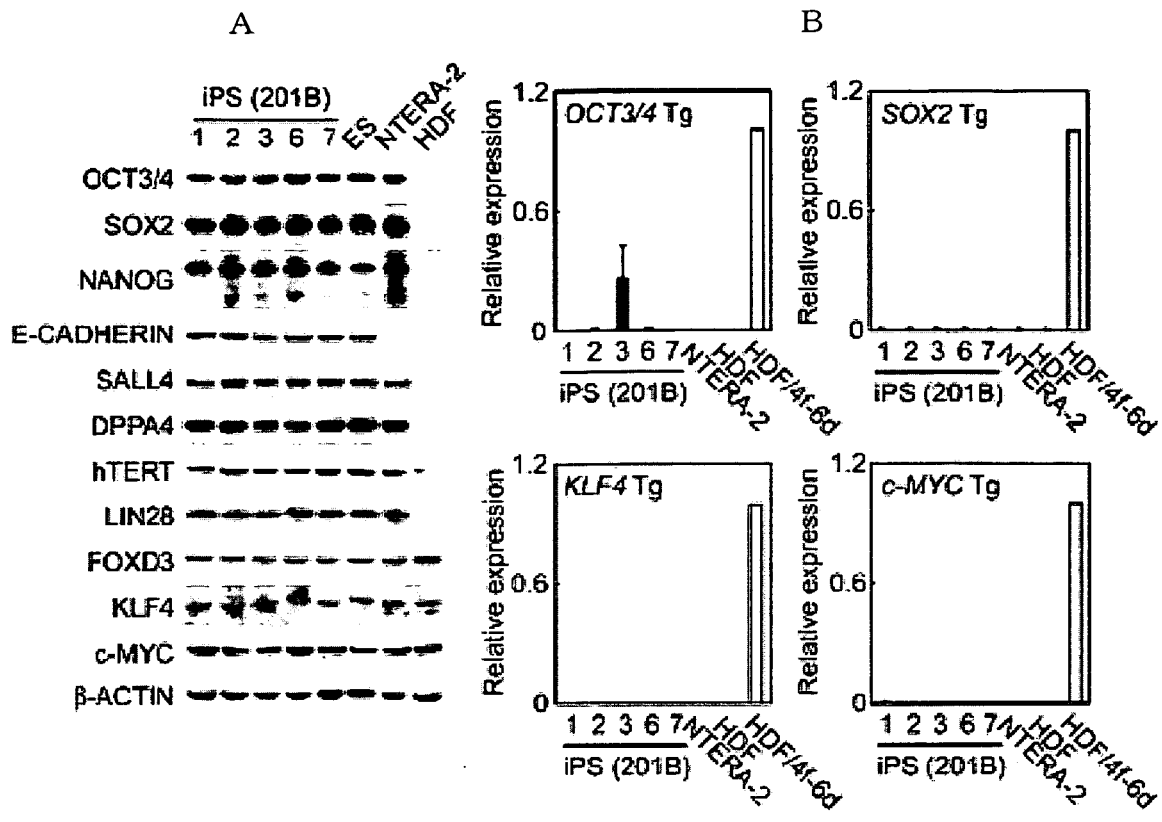 A
B
iPS (201B)
1 2 3 6 7 ES NTERA-2 HDF
OCT3/4
SOX2
NANOG
E-CADHERIN
SALL4
DPPA4
hTERT
LIN28
FOXD3
KLF4
c-MYC
β-ACTIN
Relative expression
1.2
0.6
0
OCT3/4 Tg
1 2 3 6 7 NTERA-2 HDF HDF/4f-6d
iPS (201B)
Relative expression
1.2
0.6
0
SOX2 Tg
1 2 3 6 7 NTERA-2 HDF HDF/4f-6d
iPS (201B)
Relative expression
1.2
0.6
0
KLF4 Tg
1 2 3 6 7 NTERA-2 HDF HDF/4f-6d
iPS (201B)
Relative expression
1.2
0.6
0
c-MYC Tg
1 2 3 6 7 NTERA-2 HDF HDF/4f-6d
iPS (201B)